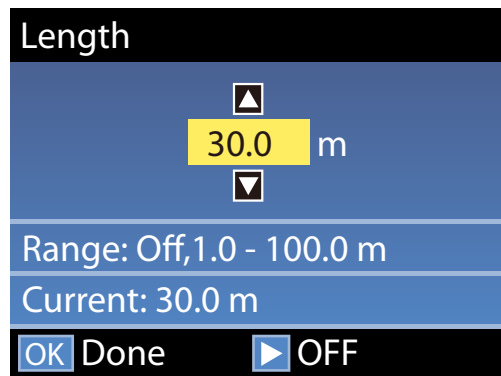 Length
30.0 m
Range: Off,1.0 - 100.0 m
Current: 30.0 m
OK Done OFF